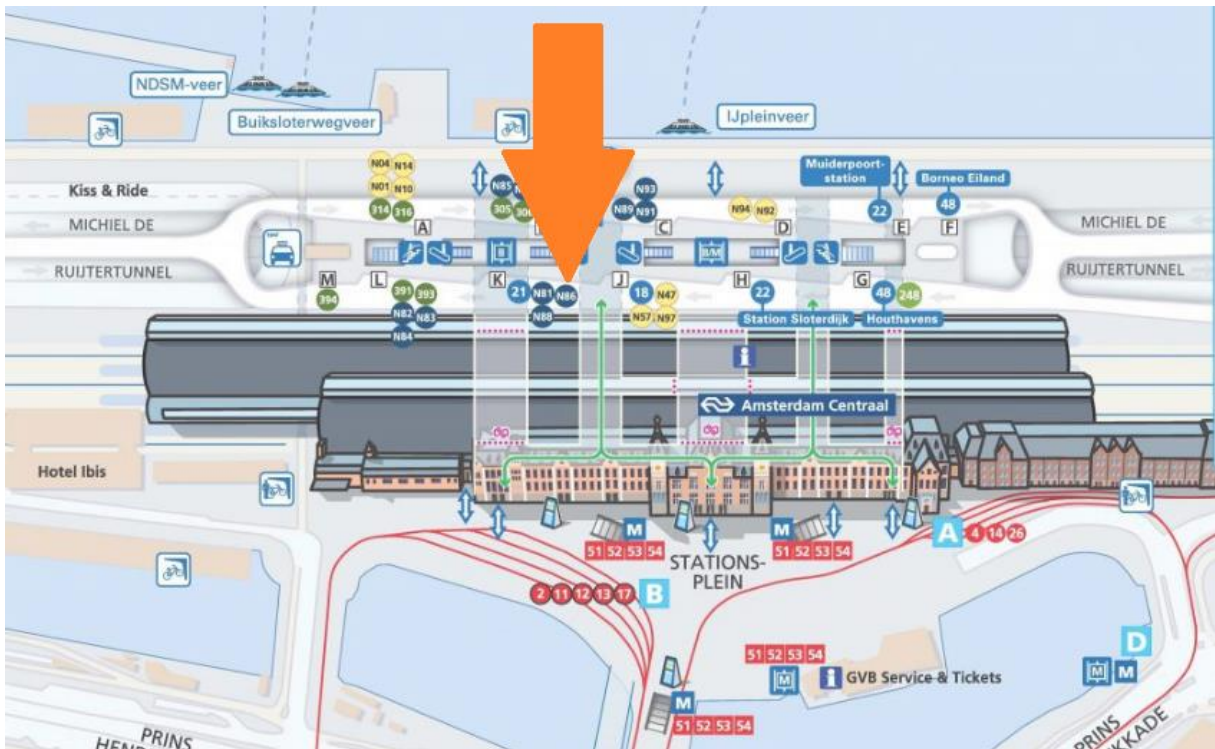 NDSM-veer
Buiksloterwegveer
IJpleinveer
N04 N14
N01 N10
314 316
A
N85
305 306
N93
N89 N91
C
N94 N92
D
Muiderpoort-
station
22
E
Borneo Eiland
48
F
Kiss & Ride
MICHIEL DE
RUIJTERTUNNEL
MICHIEL DE
RUIJTERTUNNEL
TAXI
B/M
M
394
L
391 393
N82 N83
N84
K
21 N81 N86
N88
J
18 N47
N57 N97
H
22
Station Sloterdijk
G
48 248
Houthavens
i
Amsterdam Centraal
Hotel Ibis
M
51 52 53 54
M
51 52 53 54
STATIONS-
PLEIN
A 4 14 26
2 11 12 13 17 B
51 52 53 54
M
i GVB Service & Tickets
D
M M
M
51 52 53 54
PRINS
PRINS